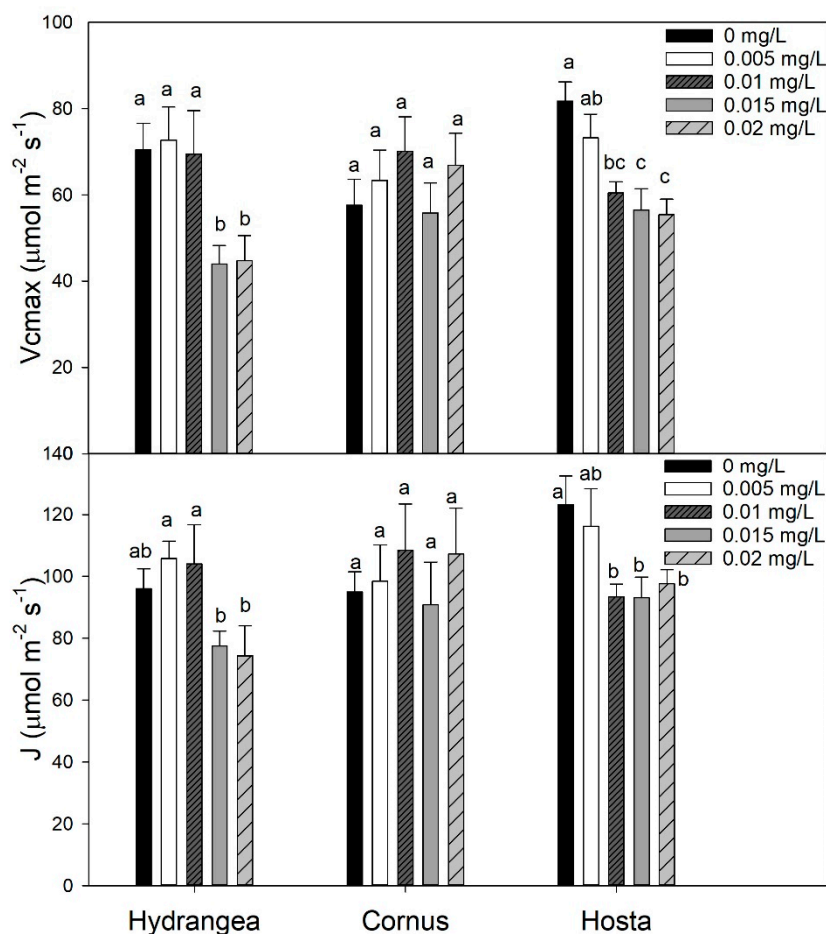 100
80
60
40
20
Vcmax (μmol m⁻² s⁻¹)
0 mg/L
0.005 mg/L
0.01 mg/L
0.015 mg/L
0.02 mg/L
a a a b b
a a a a a
a ab bc c c
140
120
100
80
60
40
20
0
J (μmol m⁻² s⁻¹)
0 mg/L
0.005 mg/L
0.01 mg/L
0.015 mg/L
0.02 mg/L
ab a a b b
a a a a a
a ab b b b
Hydrangea Cornus Hosta